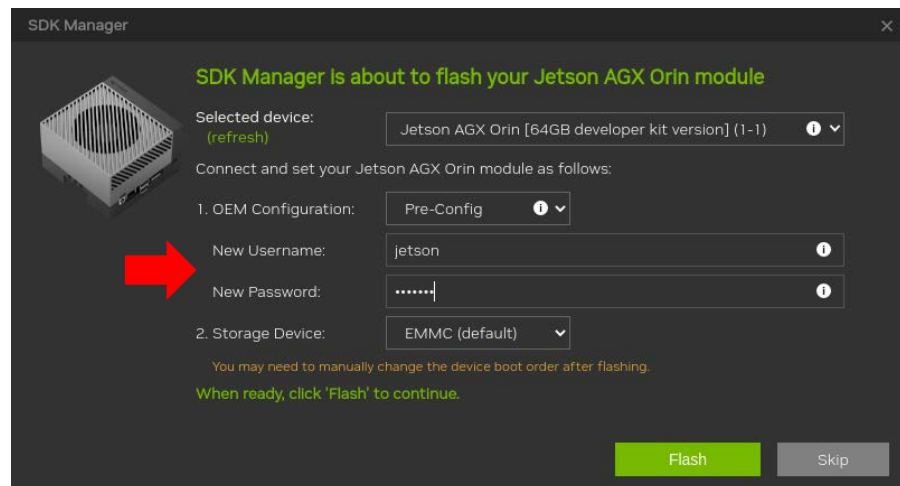 SDK Manager
SDK Manager is about to flash your Jetson AGX Orin module
Selected device:
(refresh)
Jetson AGX Orin [64GB developer kit version] (1-1)
Connect and set your Jetson AGX Orin module as follows:
1. OEM Configuration: Pre-Config
New Username: jetson
New Password: •••••••
2. Storage Device: EMMC (default)
You may need to manually change the device boot order after flashing.
When ready, click 'Flash' to continue.
Flash Skip